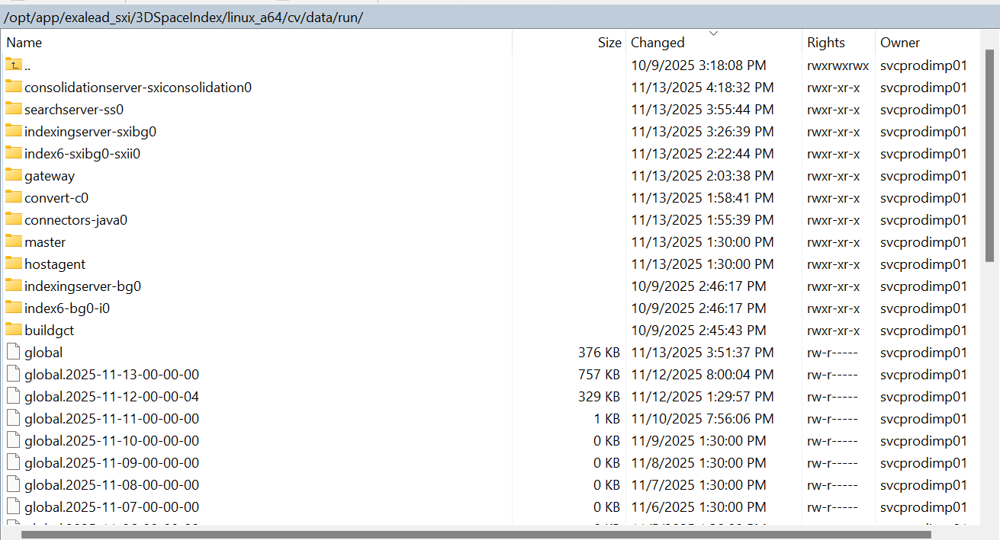 /opt/app/exalead_sxi/3DSpaceIndex/linux_a64/cv/data/run/
Name Size Changed Rights Owner
.. 10/9/2025 3:18:08 PM rwxrwxrwx svcprodimp01
consolidationserver-sxiconsolidation0 11/13/2025 4:18:32 PM rwxr-xr-x svcprodimp01
searchserver-ss0 11/13/2025 3:55:44 PM rwxr-xr-x svcprodimp01
indexingserver-sxibg0 11/13/2025 3:26:39 PM rwxr-xr-x svcprodimp01
index6-sxibg0-sxii0 11/13/2025 2:22:44 PM rwxr-xr-x svcprodimp01
gateway 11/13/2025 2:03:38 PM rwxr-xr-x svcprodimp01
convert-c0 11/13/2025 1:58:41 PM rwxr-xr-x svcprodimp01
connectors-java0 11/13/2025 1:55:39 PM rwxr-xr-x svcprodimp01
master 11/13/2025 1:30:00 PM rwxr-xr-x svcprodimp01
hostagent 11/13/2025 1:30:00 PM rwxr-xr-x svcprodimp01
indexingserver-bg0 10/9/2025 2:46:17 PM rwxr-xr-x svcprodimp01
index6-bg0-i0 10/9/2025 2:46:17 PM rwxr-xr-x svcprodimp01
buildgct 10/9/2025 2:45:43 PM rwxr-xr-x svcprodimp01
global 376 KB 11/13/2025 3:51:37 PM rw-r----- svcprodimp01
global.2025-11-13-00-00-00 757 KB 11/12/2025 8:00:04 PM rw-r----- svcprodimp01
global.2025-11-12-00-00-04 329 KB 11/12/2025 1:29:57 PM rw-r----- svcprodimp01
global.2025-11-11-00-00-00 1 KB 11/10/2025 7:56:06 PM rw-r----- svcprodimp01
global.2025-11-10-00-00-00 0 KB 11/9/2025 1:30:00 PM rw-r----- svcprodimp01
global.2025-11-09-00-00-00 0 KB 11/8/2025 1:30:00 PM rw-r----- svcprodimp01
global.2025-11-08-00-00-00 0 KB 11/7/2025 1:30:00 PM rw-r----- svcprodimp01
global.2025-11-07-00-00-00 0 KB 11/6/2025 1:30:00 PM rw-r----- svcprodimp01